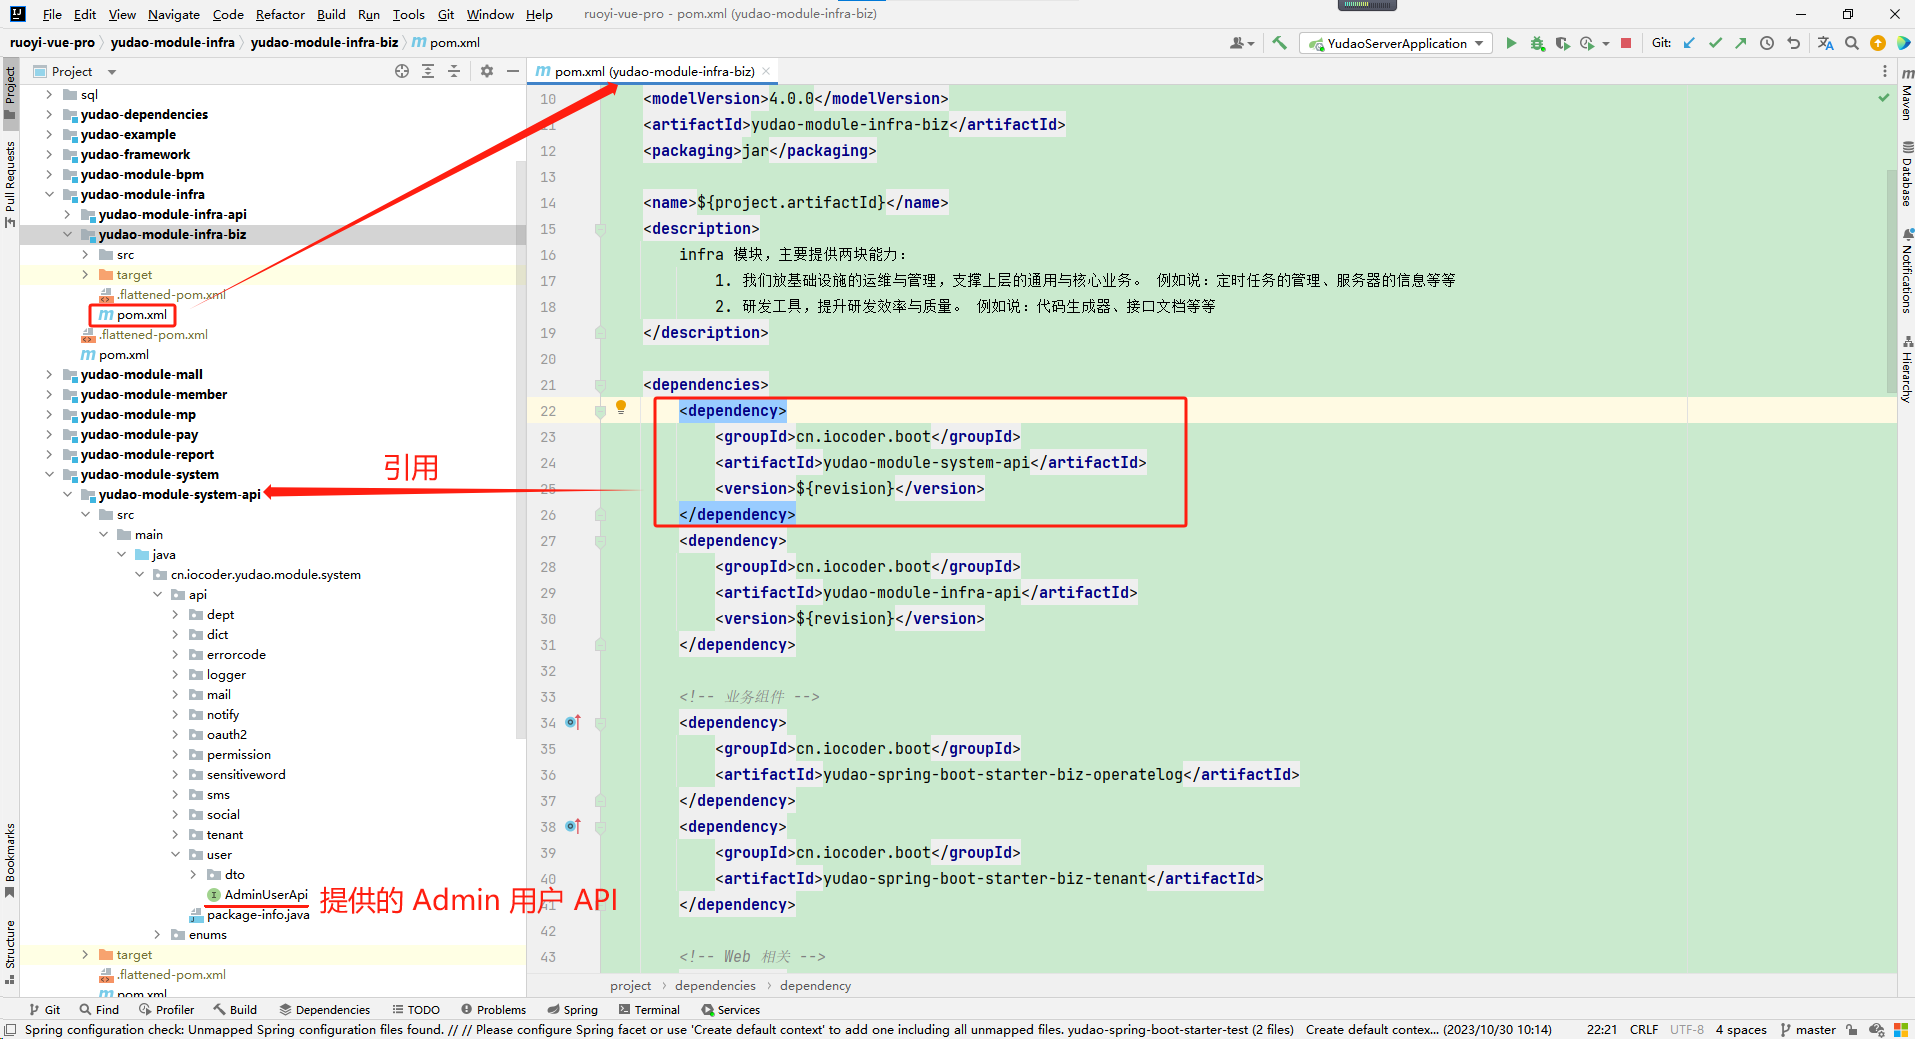 File Edit View Navigate Code Refactor Build Run Tools Git Window Help ruoyi-vue-pro - pom.xml (yudao-module-infra-biz)
ruoyi-vue-pro yudao-module-infra yudao-module-infra-biz m pom.xml YudaoServerApplication Git:
Project
pom.xml (yudao-module-infra-biz)
Project
Pull Requests
Bookmarks
Structure
sql
yudao-dependencies
yudao-example
yudao-framework
yudao-module-bpm
yudao-module-infra
yudao-module-infra-api
yudao-module-infra-biz
src
target
.flattened-pom.xml
pom.xml
.flattened-pom.xml
pom.xml
yudao-module-mall
yudao-module-member
yudao-module-mp
yudao-module-pay
yudao-module-report
yudao-module-system
yudao-module-system-api
src
main
java
cn.iocoder.yudao.module.system
api
dept
dict
errorcode
logger
mail
notify
oauth2
permission
sensitiveword
sms
social
tenant
user
dto
AdminUserApi
package-info.java
enums
target
.flattened-pom.xml
pom.xml
引用
提供的 Admin 用户 API
10 <modelVersion>4.0.0</modelVersion>
11 <artifactId>yudao-module-infra-biz</artifactId>
12 <packaging>jar</packaging>
13
14 <name>${project.artifactId}</name>
15 <description>
16 infra 模块，主要提供两块能力：
17 1. 我们放基础设施的运维与管理，支撑上层的通用与核心业务。 例如说：定时任务的管理、服务器的信息等等
18 2. 研发工具，提升研发效率与质量。 例如说：代码生成器、接口文档等等
19 </description>
20
21 <dependencies>
22 <dependency>
23 <groupId>cn.iocoder.boot</groupId>
24 <artifactId>yudao-module-system-api</artifactId>
25 <version>${revision}</version>
26 </dependency>
27 <dependency>
28 <groupId>cn.iocoder.boot</groupId>
29 <artifactId>yudao-module-infra-api</artifactId>
30 <version>${revision}</version>
31 </dependency>
32
33 <!-- 业务组件 -->
34 <dependency>
35 <groupId>cn.iocoder.boot</groupId>
36 <artifactId>yudao-spring-boot-starter-biz-operatelog</artifactId>
37 </dependency>
38 <dependency>
39 <groupId>cn.iocoder.boot</groupId>
40 <artifactId>yudao-spring-boot-starter-biz-tenant</artifactId>
41 </dependency>
42
43 <!-- Web 相关 -->
Maven
Database
Notifications
Hierarchy
project dependencies dependency
Git Find Profiler Build Dependencies TODO Problems Spring Terminal Services
Spring configuration check: Unmapped Spring configuration files found. // // Please configure Spring facet or use 'Create default context' to add one including all unmapped files. yudao-spring-boot-starter-test (2 files) Create default contex... (2023/10/30 10:14) 22:21 CRLF UTF-8 4 spaces master